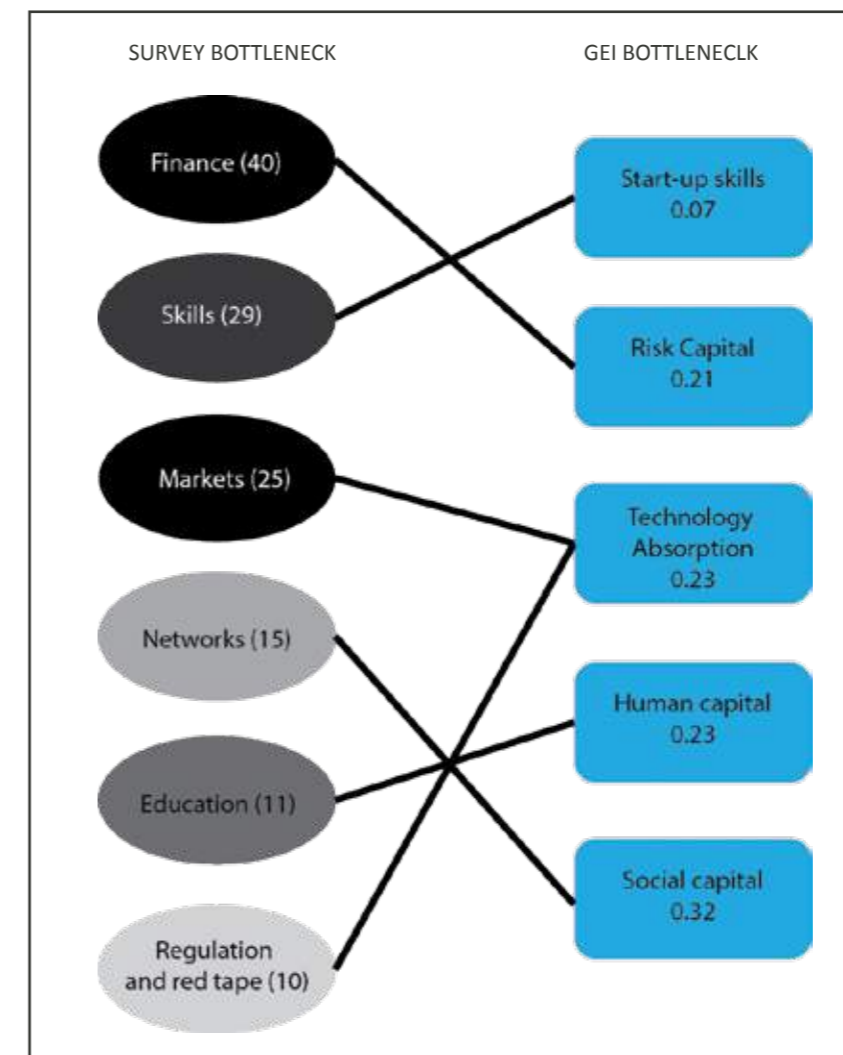 SURVEY BOTTLENECK
GEI BOTTLENECLK
Finance (40)
Skills (29)
Markets (25)
Networks (15)
Education (11)
Regulation
and red tape (10)
Start-up skills
0.07
Risk Capital
0.21
Technology
Absorption
0.23
Human capital
0.23
Social capital
0.32